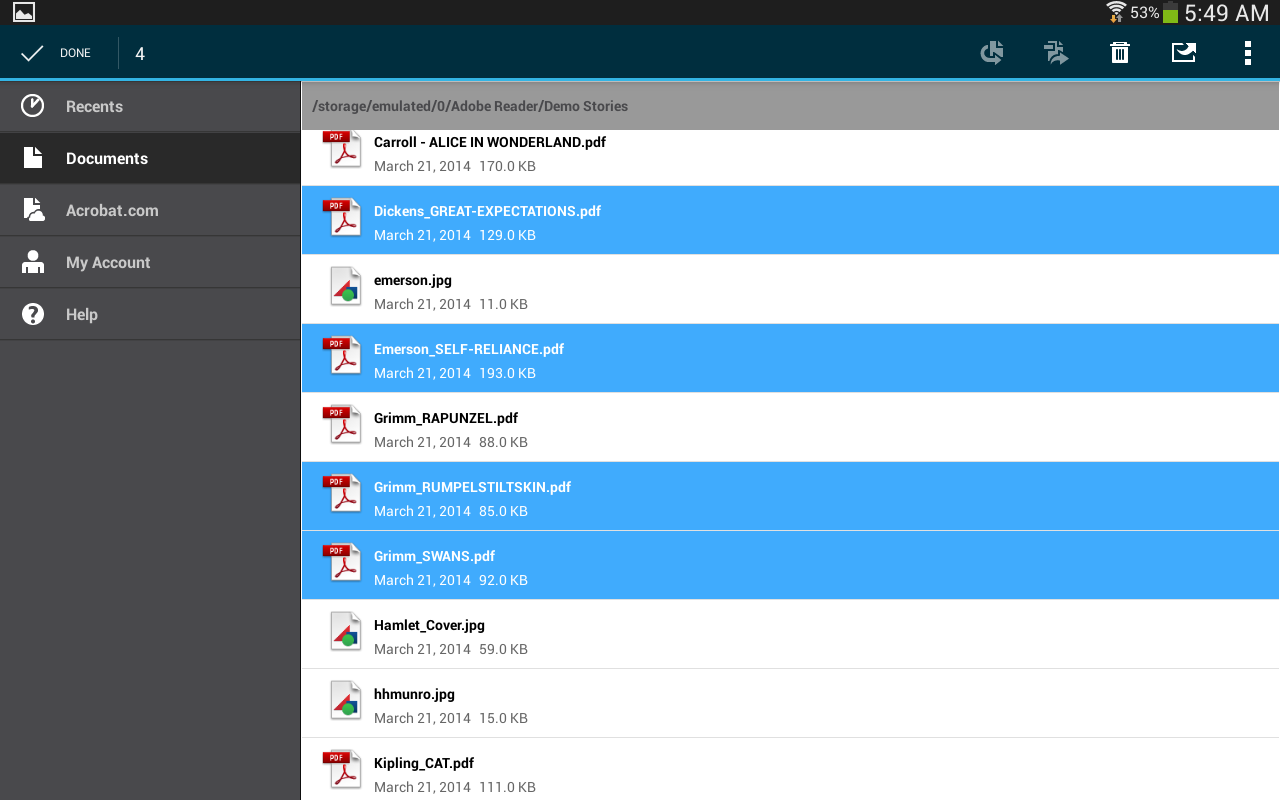 53% 5:49 AM
DONE 4
Recents
Documents
Acrobat.com
My Account
Help
/storage/emulated/0/Adobe Reader/Demo Stories
PDF Carroll - ALICE IN WONDERLAND.pdf
March 21, 2014 170.0 KB
PDF Dickens_GREAT-EXPECTATIONS.pdf
March 21, 2014 129.0 KB
emerson.jpg
March 21, 2014 11.0 KB
PDF Emerson_SELF-RELIANCE.pdf
March 21, 2014 193.0 KB
PDF Grimm_RAPUNZEL.pdf
March 21, 2014 88.0 KB
PDF Grimm_RUMPELSTILTSKIN.pdf
March 21, 2014 85.0 KB
PDF Grimm_SWANS.pdf
March 21, 2014 92.0 KB
Hamlet_Cover.jpg
March 21, 2014 59.0 KB
hhmunro.jpg
March 21, 2014 15.0 KB
PDF Kipling_CAT.pdf
March 21, 2014 111.0 KB